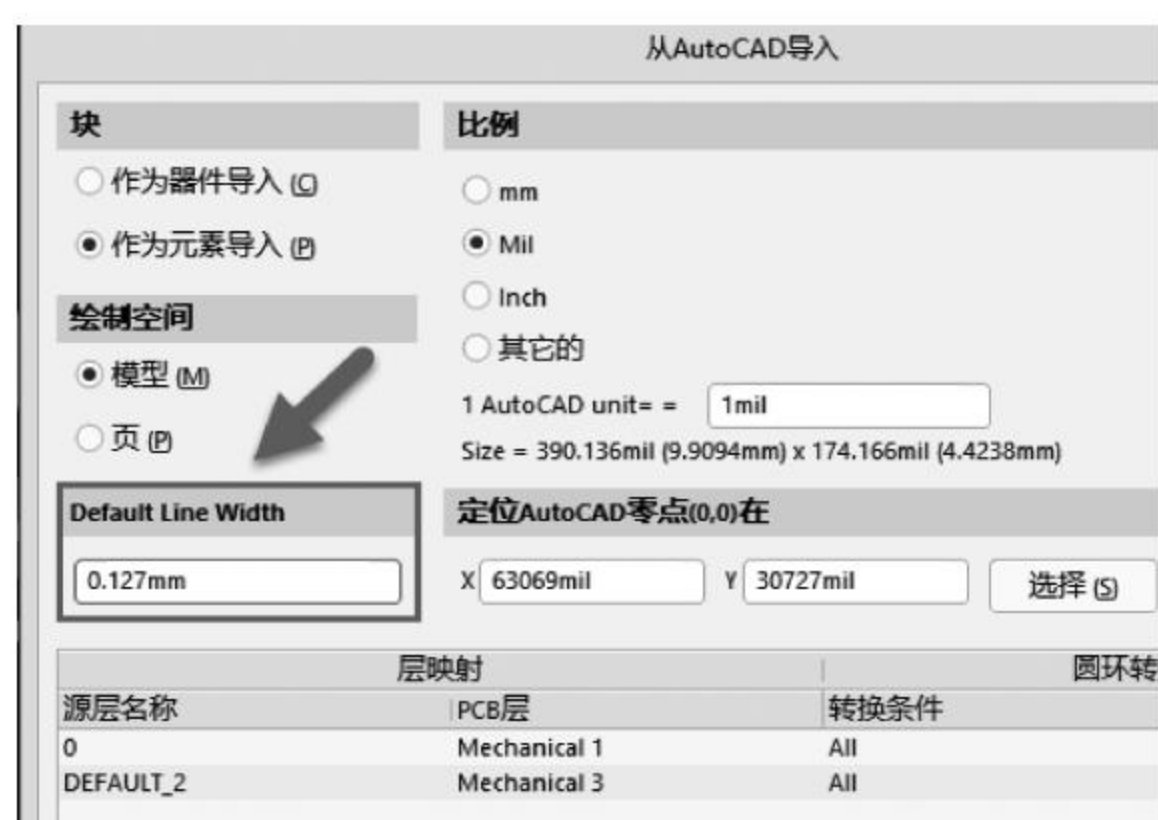 从AutoCAD导入
块
作为器件导入 (C)
作为元素导入 (P)
绘制空间
模型 (M)
页 (P)
Default Line Width
0.127mm
比例
mm
Mil
Inch
其它的
1 AutoCAD unit= = 1mil
Size = 390.136mil (9.9094mm) x 174.166mil (4.4238mm)
定位AutoCAD零点(0,0)在
X 63069mil Y 30727mil 选择 (S)
层映射 圆环转
源层名称 PCB层 转换条件
0 Mechanical 1 All
DEFAULT_2 Mechanical 3 All